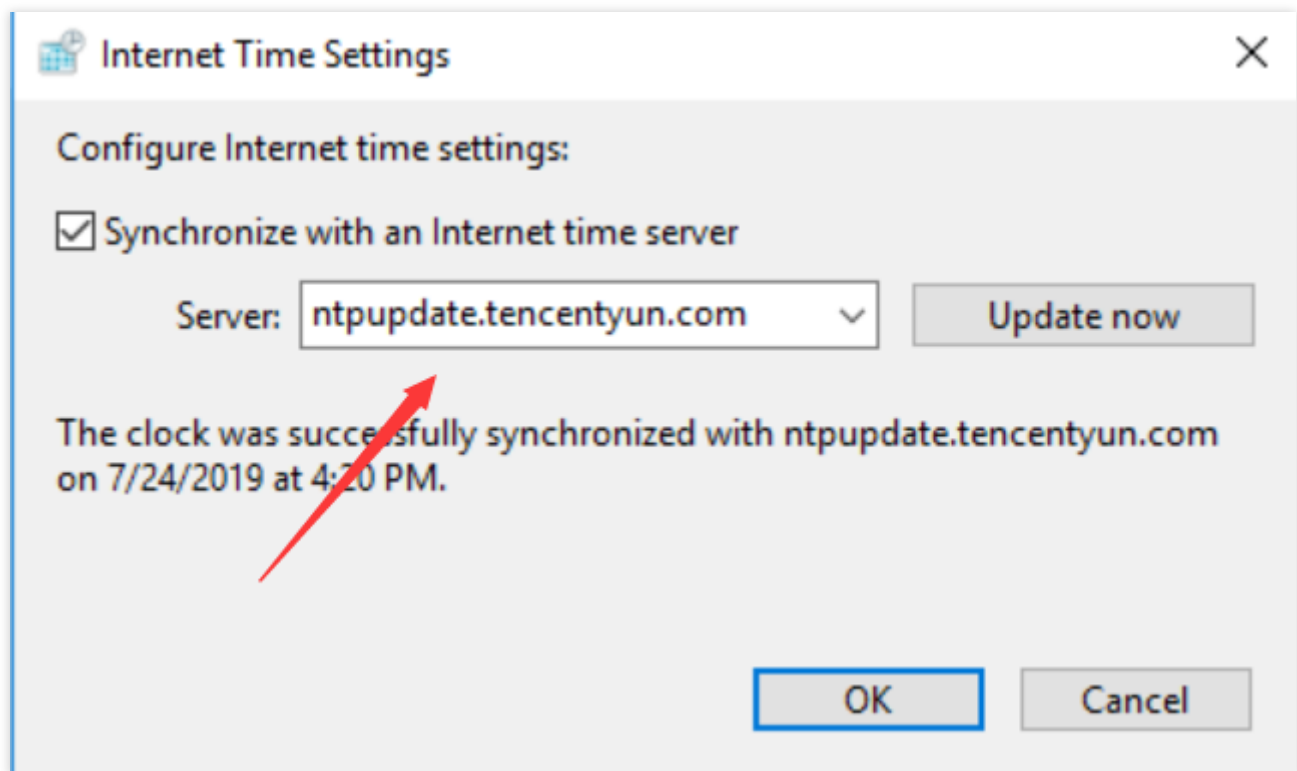 Internet Time Settings
Configure Internet time settings:
Synchronize with an Internet time server
Server: ntpupdate.tencentyun.com Update now
The clock was successfully synchronized with ntpupdate.tencentyun.com
on 7/24/2019 at 4:20 PM.
OK Cancel